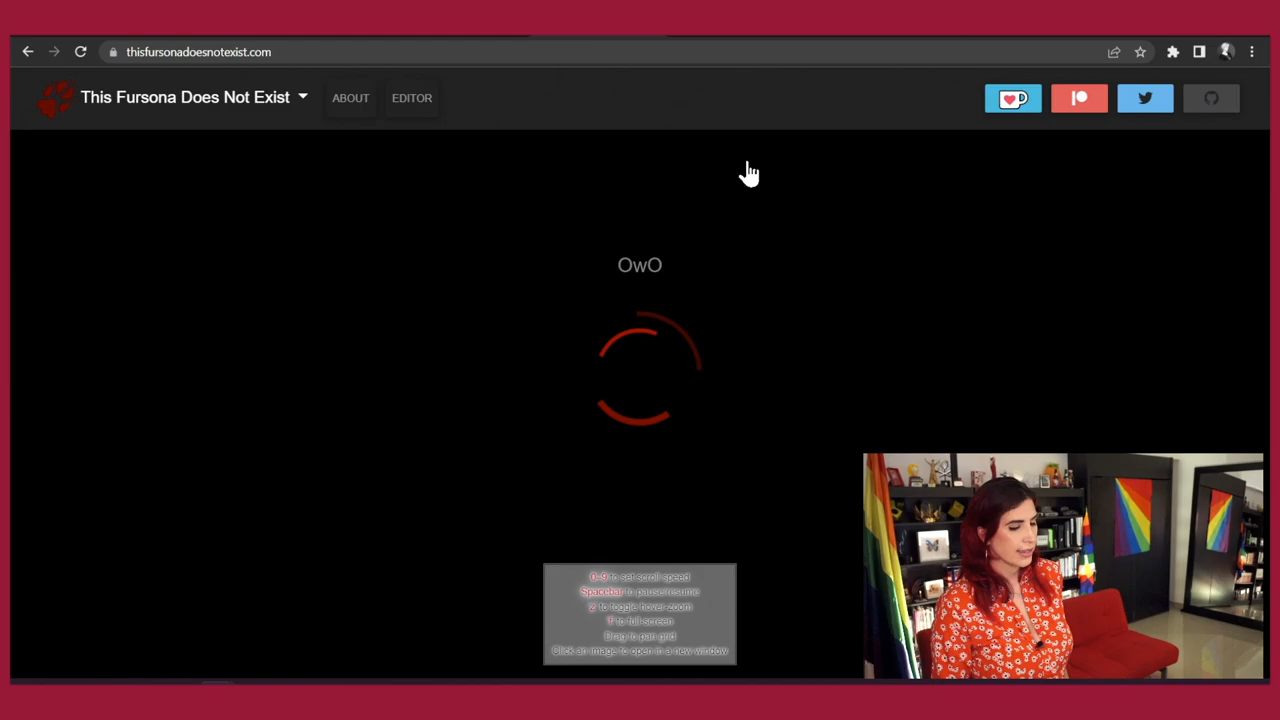 thisfursonadoesnotexist.com
This Fursona Does Not Exist
ABOUT
EDITOR
OwO
0-9 to set scroll speed
Spacebar to pause/resume
Z to toggle hover-zoom
f to full-screen
Drag to pan grid
Click an image to open in a new window